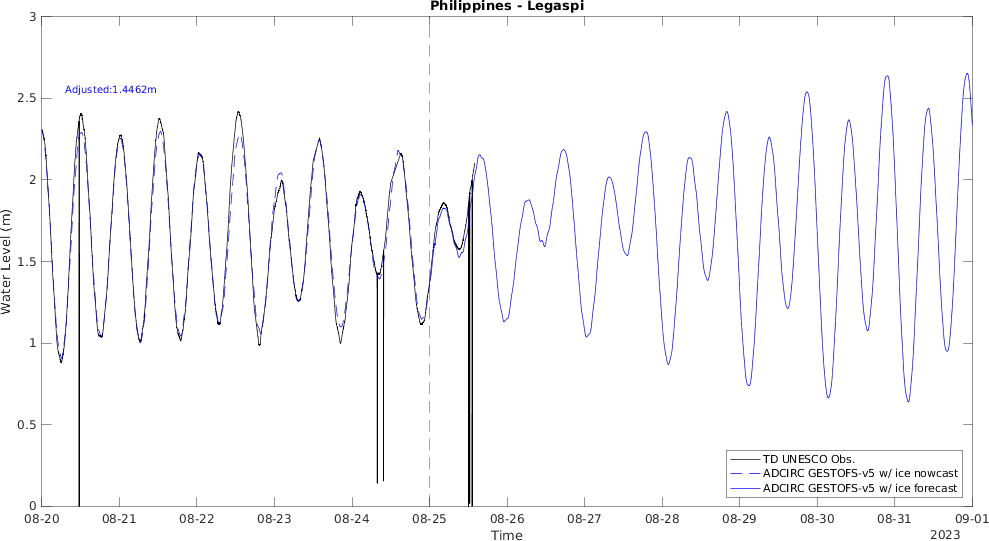 Philippines - Legaspi
3
2.5
2
1.5
1
0.5
0
Water Level (m)
Adjusted:1.4462m
TD UNESCO Obs.
ADCIRC GESTOFS-v5 w/ ice nowcast
ADCIRC GESTOFS-v5 w/ ice forecast
08-20 08-21 08-22 08-23 08-24 08-25 08-26 08-27 08-28 08-29 08-30 08-31 09-01
Time
2023